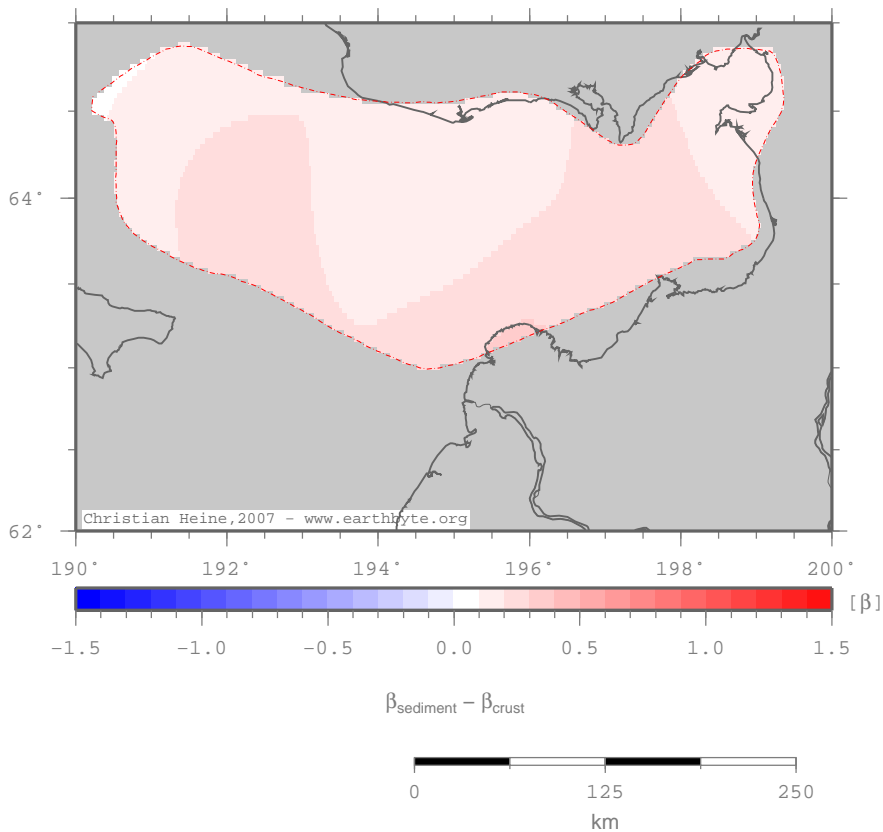 64°
Christian Heine,2007 - www.earthbyte.org
62°
190° 192° 194° 196° 198° 200°
[β]
-1.5 -1.0 -0.5 0.0 0.5 1.0 1.5
βsediment − βcrust
0 125 250
km